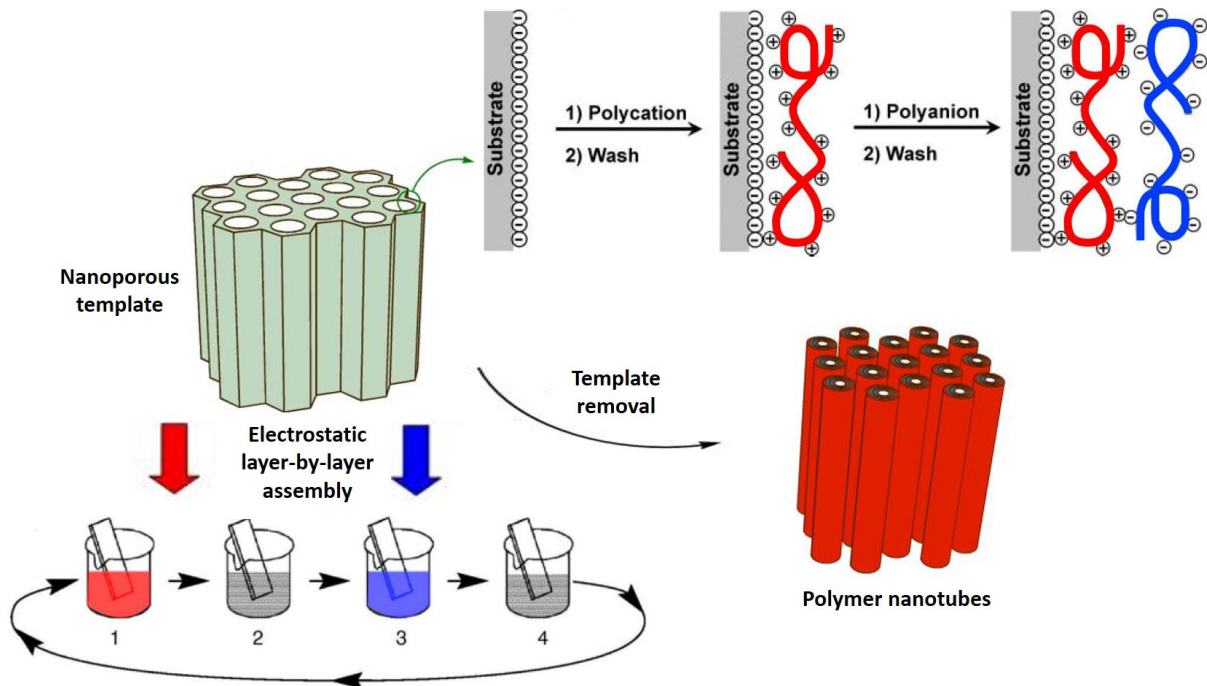 Substrate
1) Polycation
2) Wash
Substrate
1) Polyanion
2) Wash
Substrate
Nanoporous
template
Template
removal
Electrostatic
layer-by-layer
assembly
1
2
3
4
Polymer nanotubes